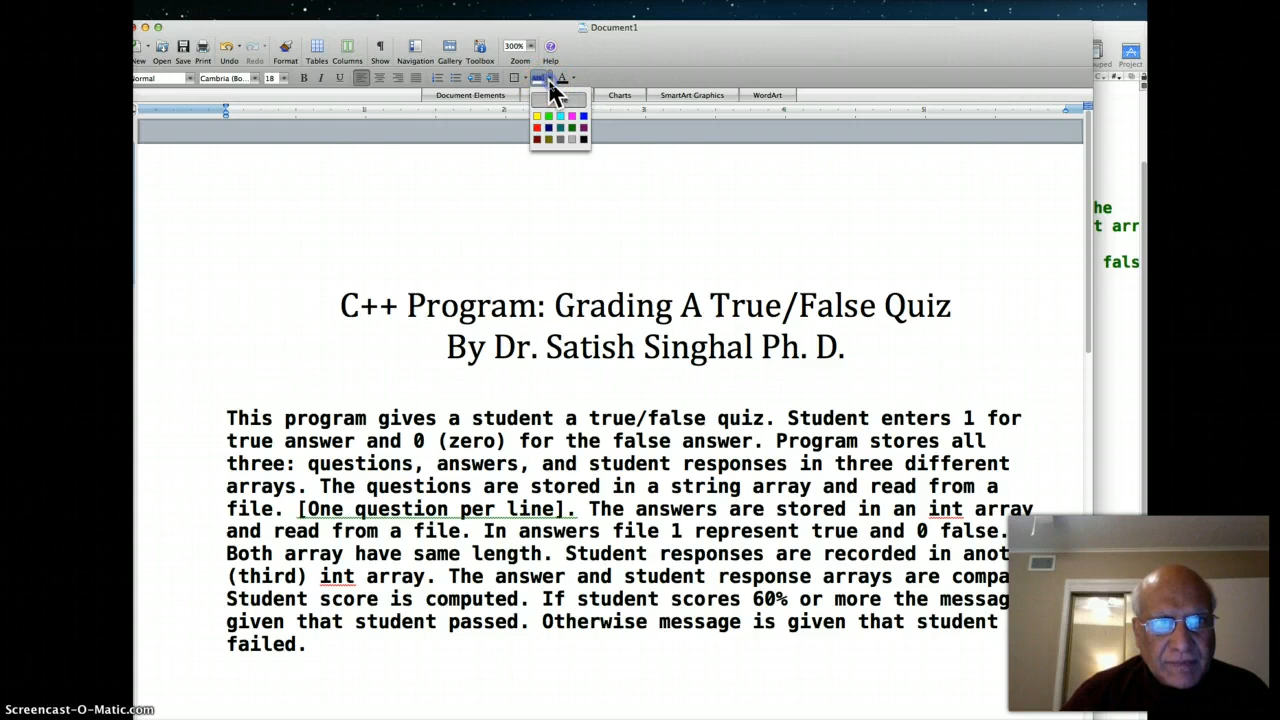 Document1
New Open Save Print Undo Redo Format Tables Columns Show Navigation Gallery Toolbox 300% Zoom Help
Project
Normal Cambria (Bo... 18 B I U A
Document Elements Charts SmartArt Graphics WordArt
C++ Program: Grading A True/False Quiz
By Dr. Satish Singhal Ph. D.
This program gives a student a true/false quiz. Student enters 1 for
true answer and 0 (zero) for the false answer. Program stores all
three: questions, answers, and student responses in three different
arrays. The questions are stored in a string array and read from a
file. [One question per line]. The answers are stored in an int array
and read from a file. In answers file 1 represent true and 0 false.
Both array have same length. Student responses are recorded in anot
(third) int array. The answer and student response arrays are compa
Student score is computed. If student scores 60% or more the messag
given that student passed. Otherwise message is given that student
failed.
he
t arr
fals
Screencast-O-Matic.com